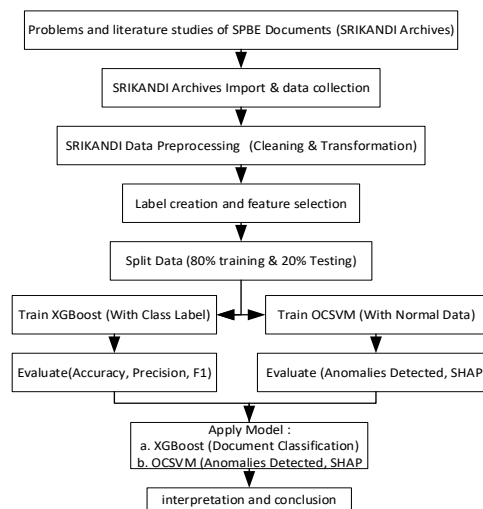 Problems and literature studies of SPBE Documents (SRIKANDI Archives)
SRIKANDI Archives Import & data collection
SRIKANDI Data Preprocessing (Cleaning & Transformation)
Label creation and feature selection
Split Data (80% training & 20% Testing)
Train XGBoost (With Class Label)
Train OCSVM (With Normal Data)
Evaluate(Accuracy, Precision, F1)
Evaluate (Anomalies Detected, SHAP
Apply Model :
a. XGBoost (Document Classification)
b. OCSVM (Anomalies Detected, SHAP
interpretation and conclusion